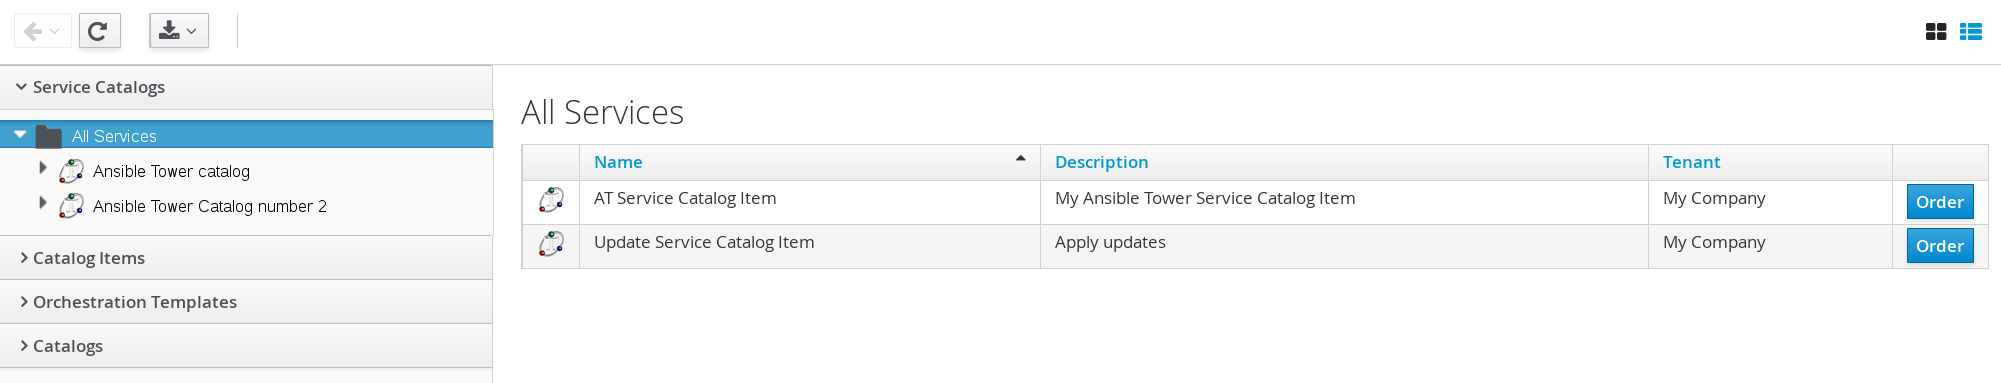 Service Catalogs
All Services
Ansible Tower catalog
Ansible Tower Catalog number 2
Catalog Items
Orchestration Templates
Catalogs
All Services
Name Description Tenant
AT Service Catalog Item My Ansible Tower Service Catalog Item My Company Order
Update Service Catalog Item Apply updates My Company Order